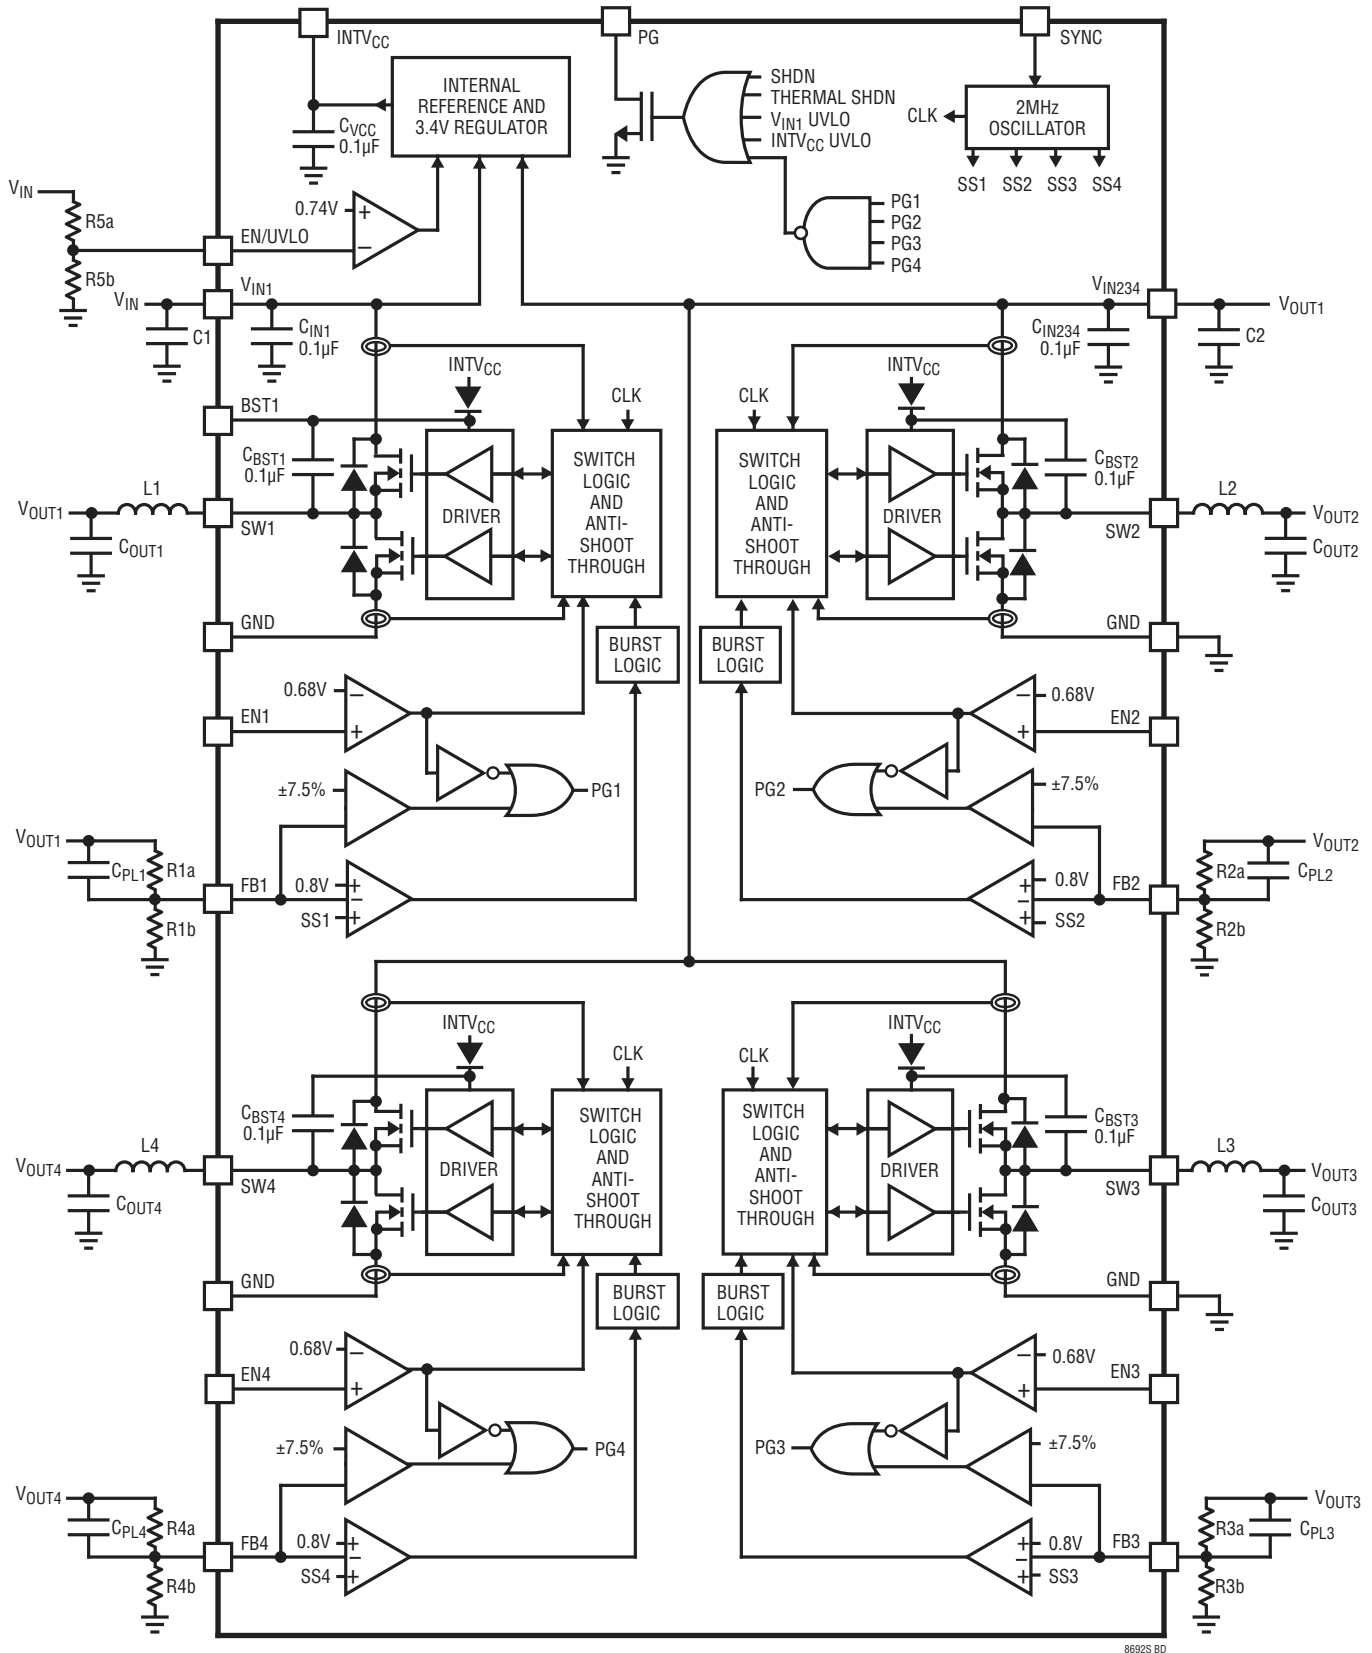 INTVCC
PG
SYNC
INTERNAL
REFERENCE AND
3.4V REGULATOR
CVCC
0.1µF
SHDN
THERMAL SHDN
VIN1 UVLO
INTVCC UVLO
CLK
2MHz
OSCILLATOR
SS1 SS2 SS3 SS4
PG1
PG2
PG3
PG4
VIN
R5a
R5b
0.74V
+
−
EN/UVLO
VIN
VIN1
C1
CIN1
0.1µF
VIN234
VOUT1
CIN234
0.1µF
C2
BST1
INTVCC
CLK
CBST1
0.1µF
DRIVER
SWITCH
LOGIC
AND
ANTI-
SHOOT
THROUGH
VOUT1
L1
SW1
COUT1
GND
BURST
LOGIC
CLK
INTVCC
SWITCH
LOGIC
AND
ANTI-
SHOOT
THROUGH
DRIVER
CBST2
0.1µF
L2
SW2
VOUT2
COUT2
GND
BURST
LOGIC
0.68V
−
+
EN1
±7.5%
PG1
VOUT1
CPL1
R1a
R1b
FB1
0.8V
SS1
+
−
+
0.68V
−
+
EN2
±7.5%
PG2
VOUT2
R2a
CPL2
R2b
FB2
0.8V
SS2
+
−
+
INTVCC
CLK
CBST4
0.1µF
DRIVER
SWITCH
LOGIC
AND
ANTI-
SHOOT
THROUGH
VOUT4
L4
SW4
COUT4
GND
BURST
LOGIC
CLK
INTVCC
SWITCH
LOGIC
AND
ANTI-
SHOOT
THROUGH
DRIVER
CBST3
0.1µF
L3
SW3
VOUT3
COUT3
GND
BURST
LOGIC
0.68V
−
+
EN4
±7.5%
PG4
VOUT4
CPL4
R4a
R4b
FB4
0.8V
SS4
+
−
+
0.68V
−
+
EN3
±7.5%
PG3
VOUT3
R3a
CPL3
R3b
FB3
0.8V
SS3
+
−
+
8692S BD